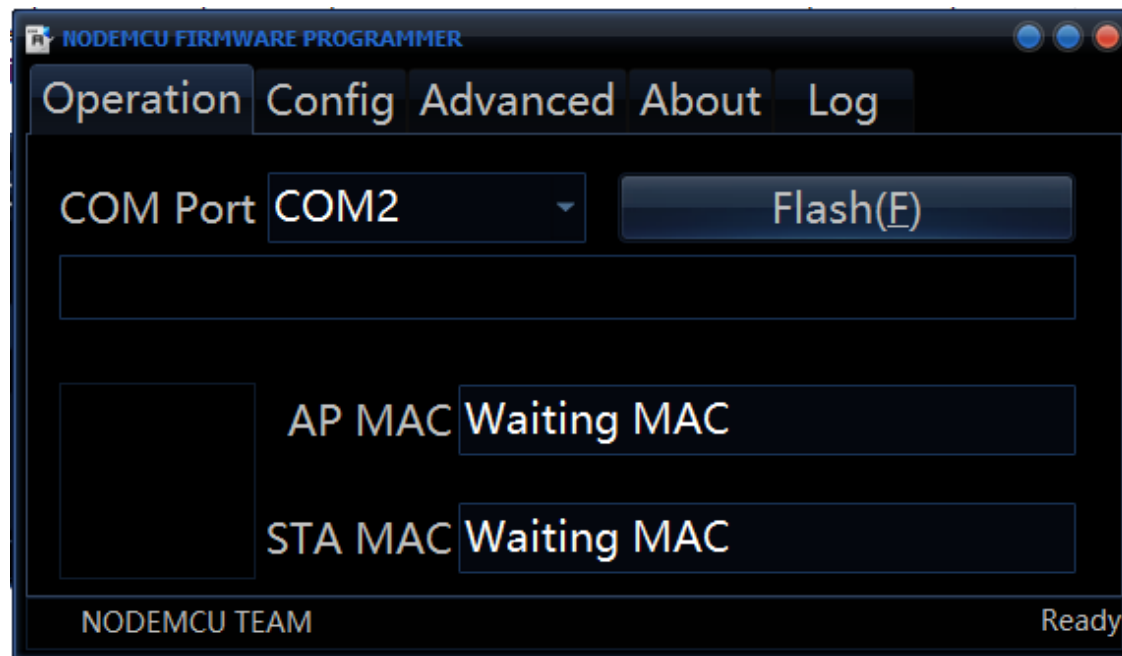 NODEMCU FIRMWARE PROGRAMMER
Operation Config Advanced About Log
COM Port COM2 Flash(F)
AP MAC Waiting MAC
STA MAC Waiting MAC
NODEMCU TEAM Ready